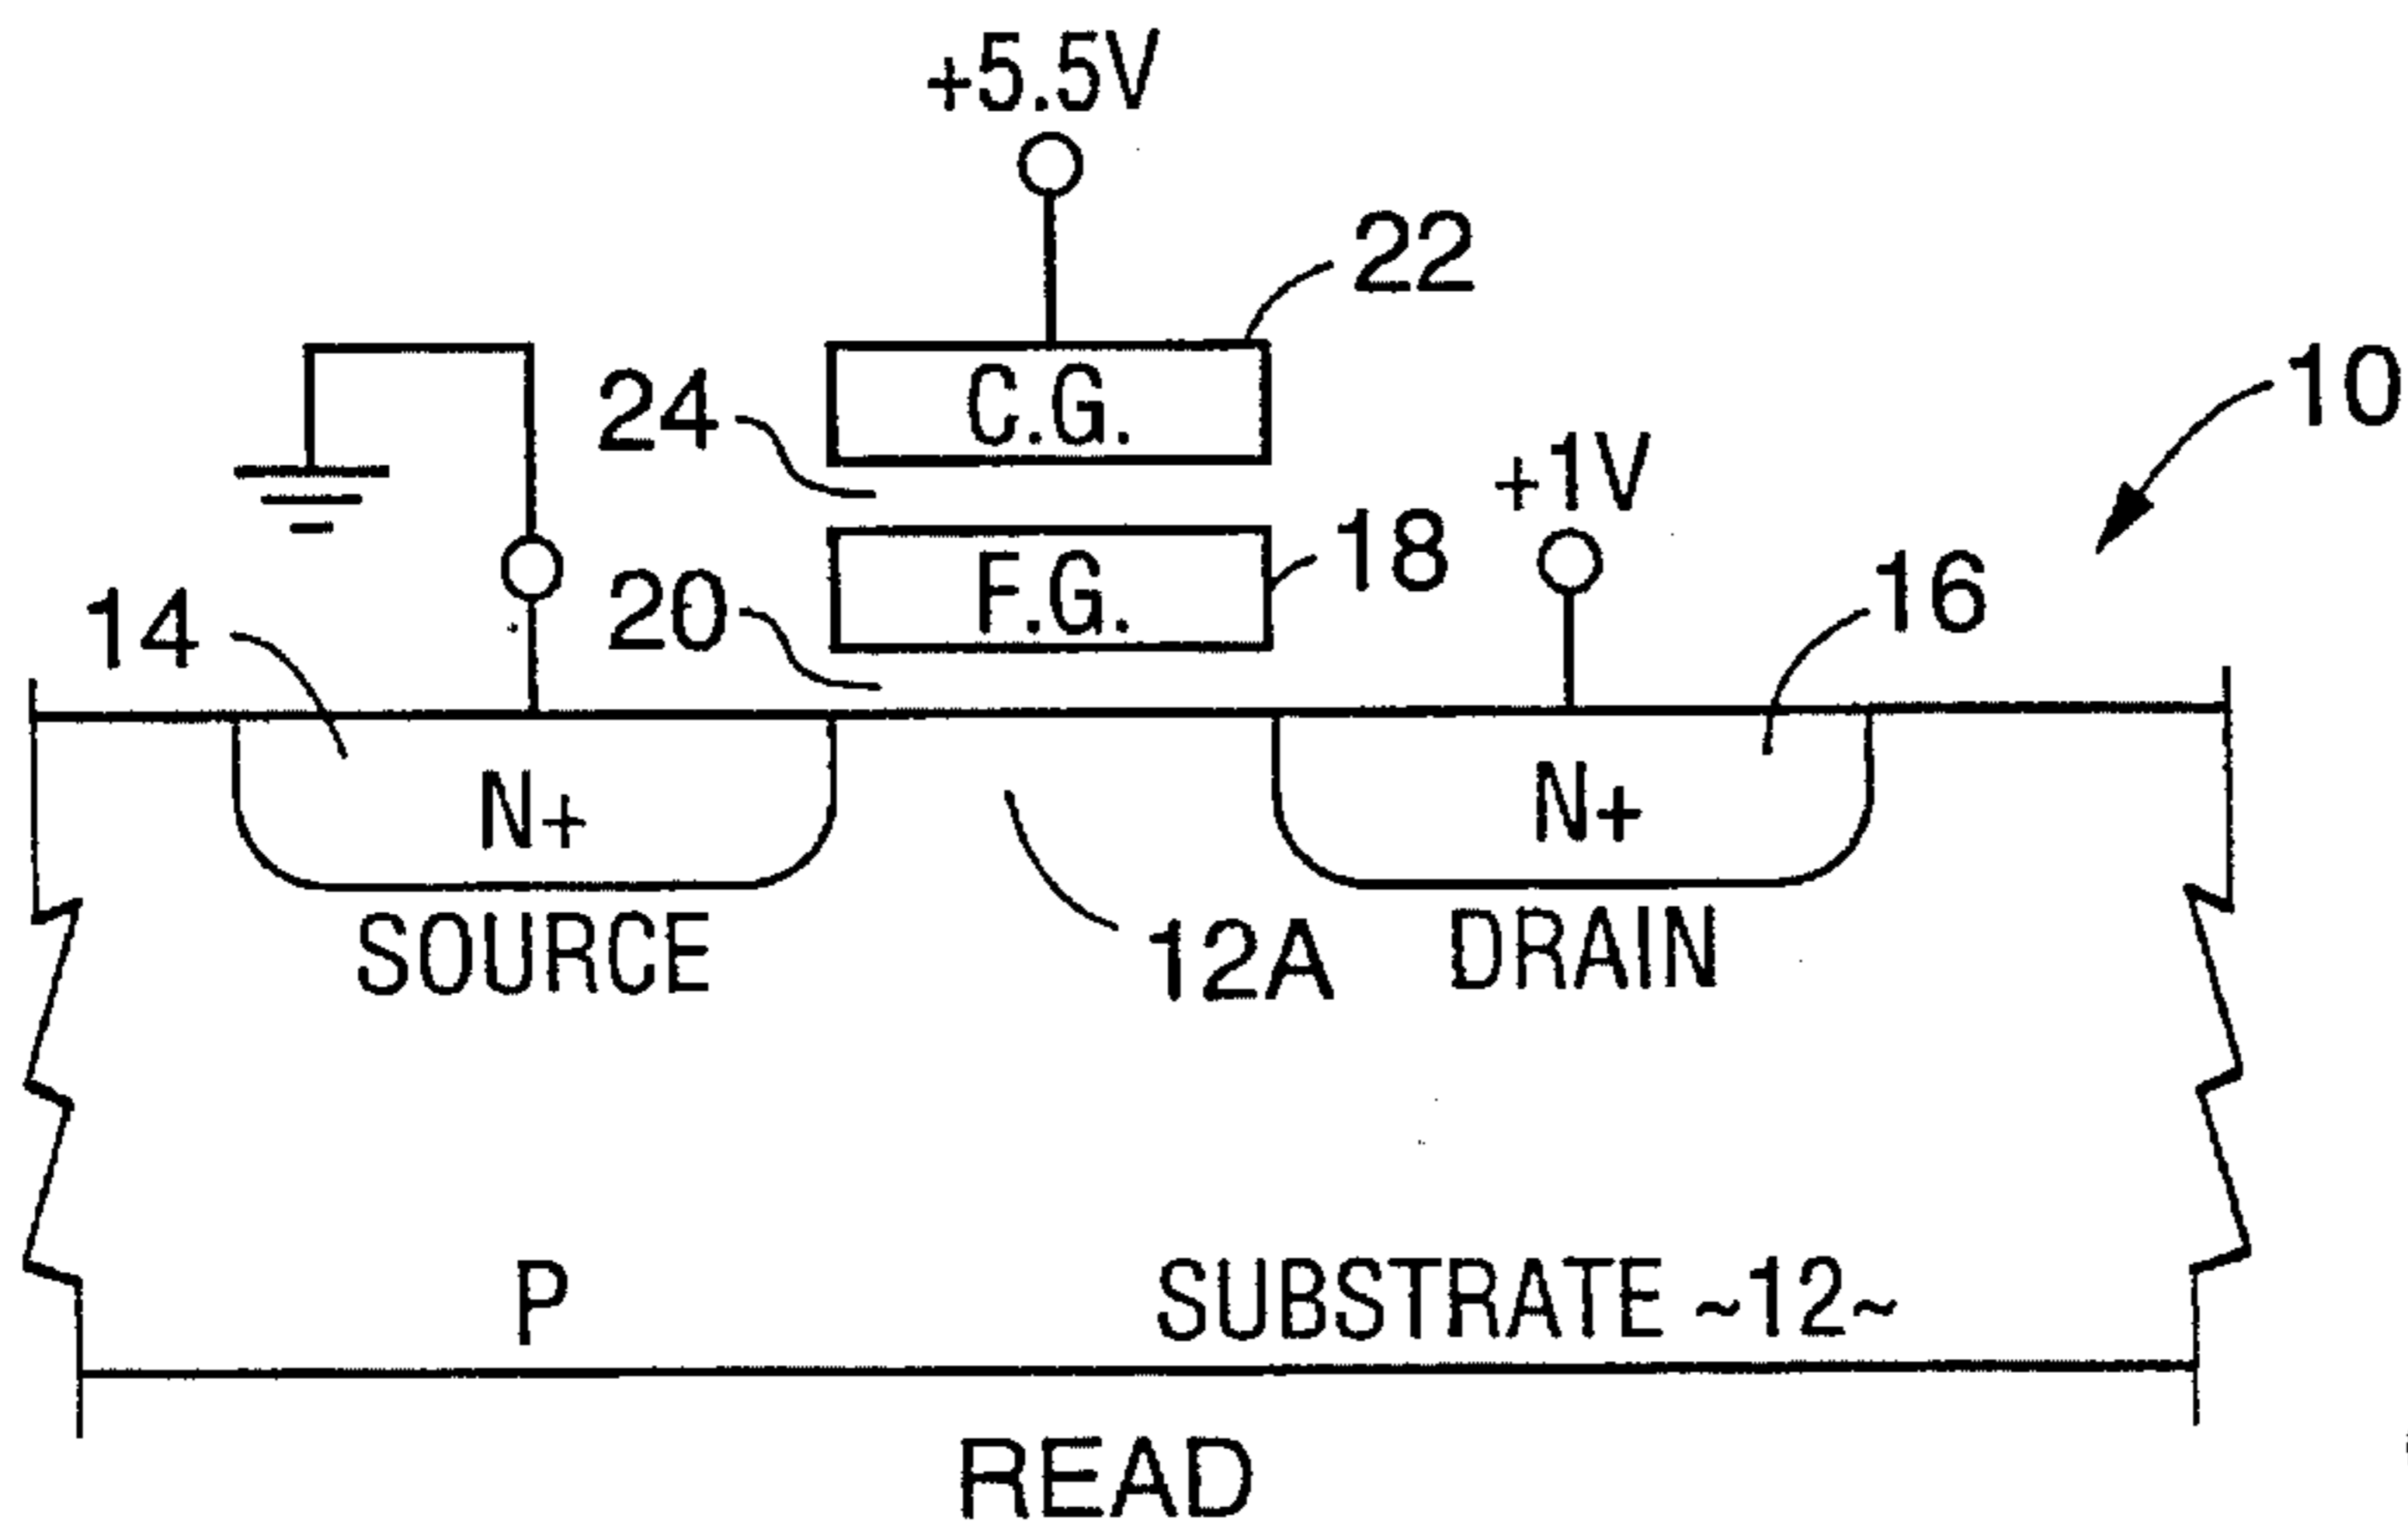 +5.5V
22
10
24
C.G.
+1V
18
16
14
20
F.G.
N+
N+
SOURCE
12A
DRAIN
P
SUBSTRATE ~12~
READ